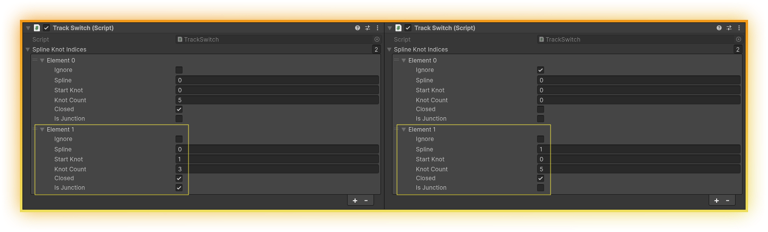 Track Switch (Script)
Script TrackSwitch
Spline Knot Indices 2
Element 0
Ignore
Spline 0
Start Knot 0
Knot Count 5
Closed
Is Junction
Element 1
Ignore
Spline 0
Start Knot 1
Knot Count 3
Closed
Is Junction
+ -
Track Switch (Script)
Script TrackSwitch
Spline Knot Indices 2
Element 0
Ignore
Spline 0
Start Knot 0
Knot Count 0
Closed
Is Junction
Element 1
Ignore
Spline 1
Start Knot 0
Knot Count 5
Closed
Is Junction
+ -